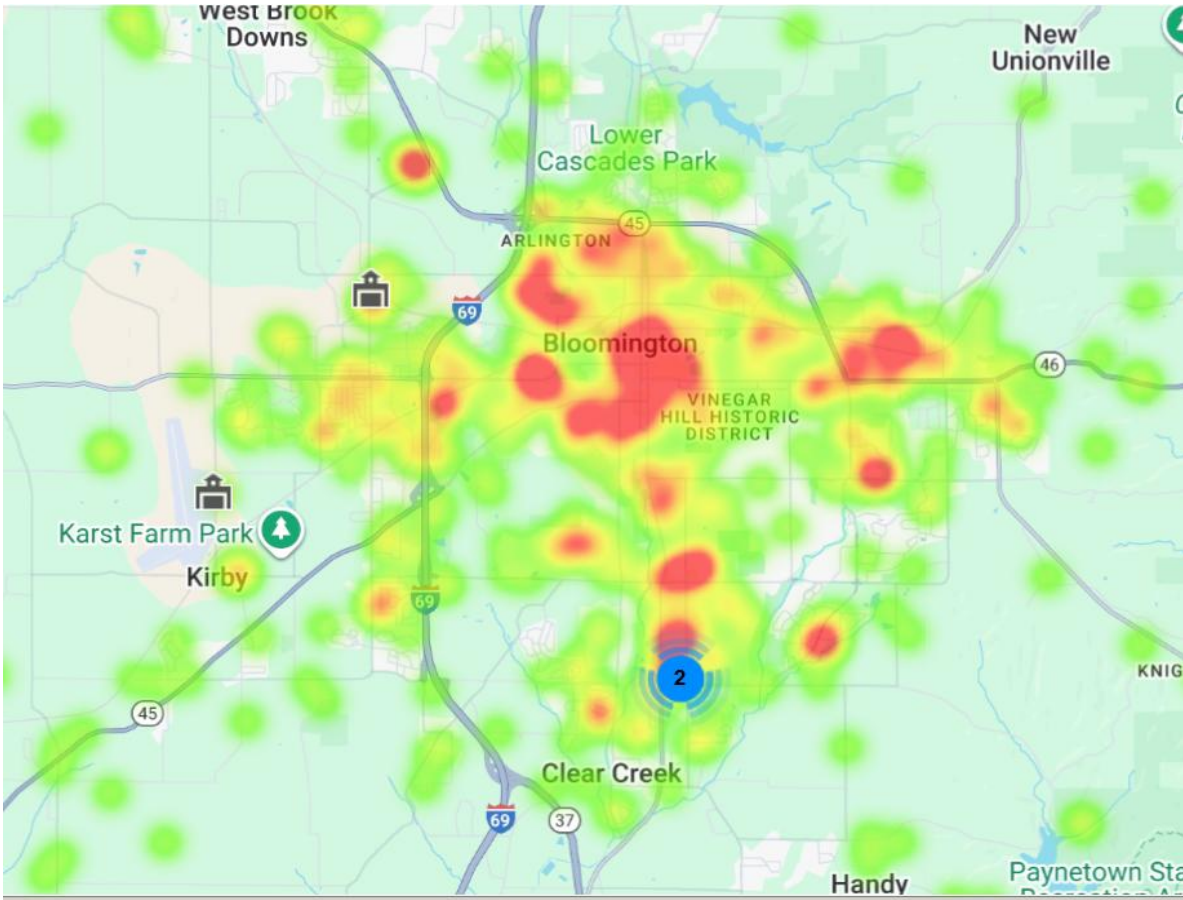 West Brook
Downs
New
Unionville
Lower
Cascades Park
45
ARLINGTON
69
Bloomington
46
VINEGAR
HILL HISTORIC
DISTRICT
Karst Farm Park
Kirby
69
2
KNIG
45
Clear Creek
69
37
Handy
Paynetown Sta